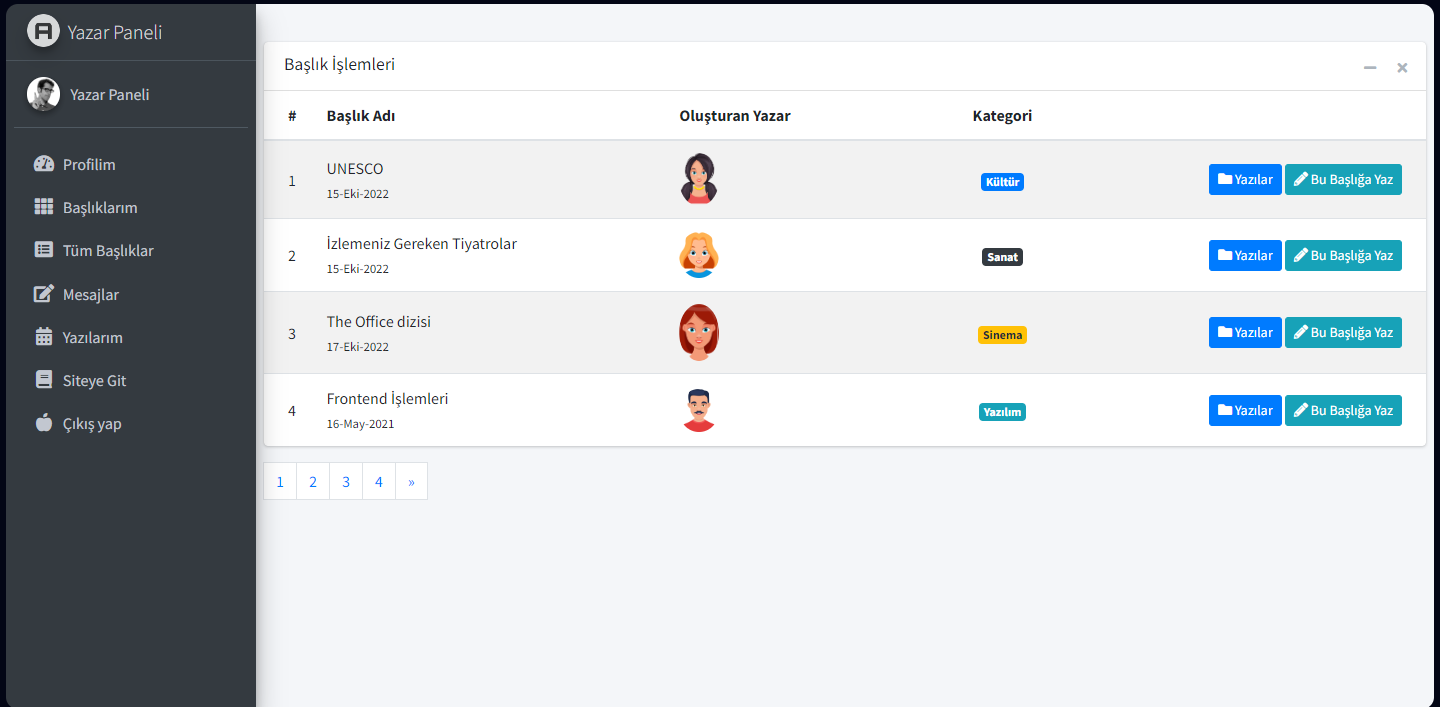 Yazar Paneli
Yazar Paneli
Profilim
Başlıklarım
Tüm Başlıklar
Mesajlar
Yazılarım
Siteye Git
Çıkış yap
Başlık İşlemleri
# Başlık Adı Oluşturan Yazar Kategori
1 UNESCO Kültür Yazılar Bu Başlığa Yaz
15-Eki-2022
2 İzlemeniz Gereken Tiyatrolar Sanat Yazılar Bu Başlığa Yaz
15-Eki-2022
3 The Office dizisi Sinema Yazılar Bu Başlığa Yaz
17-Eki-2022
4 Frontend İşlemleri Yazılım Yazılar Bu Başlığa Yaz
16-May-2021
1 2 3 4 »